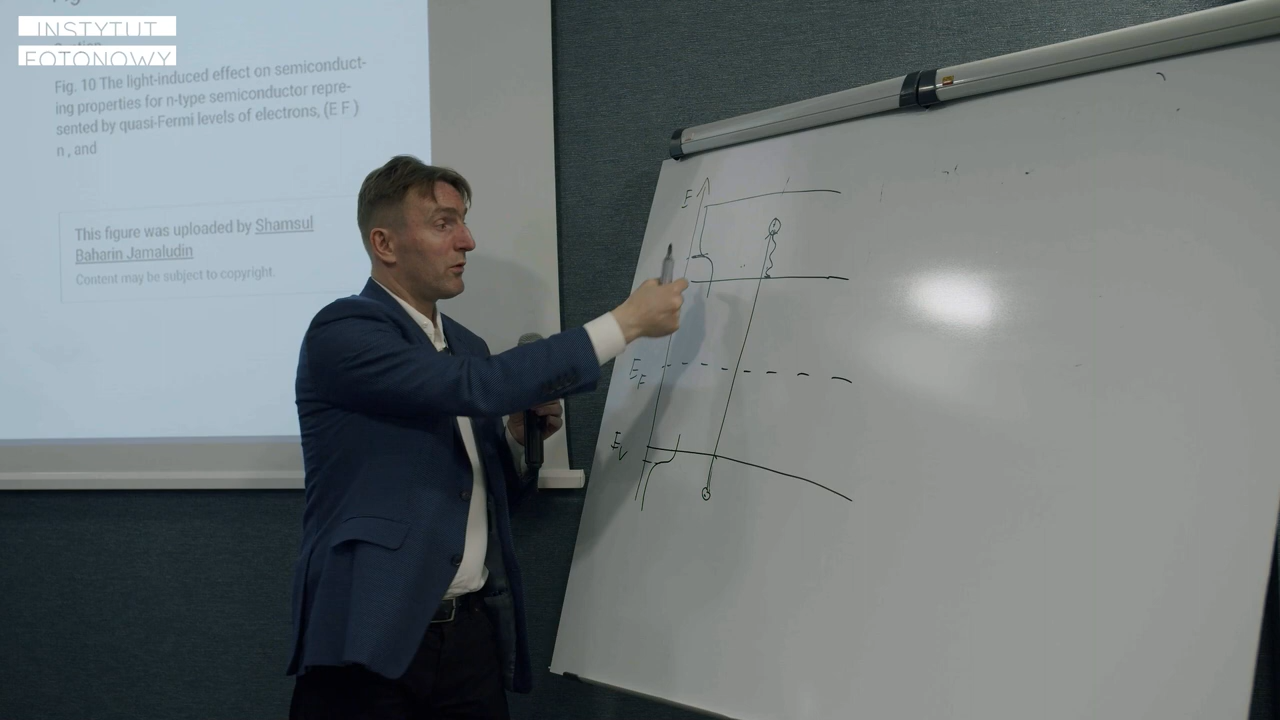 INSTYTUT
FOTONOWY
Fig. 10 The light-induced effect on semiconduct-
ing properties for n-type semiconductor repre-
sented by quasi-Fermi levels of electrons, (E F )
n , and
This figure was uploaded by Shamsul
Baharin Jamaludin
Content may be subject to copyright.
E
E F
E V